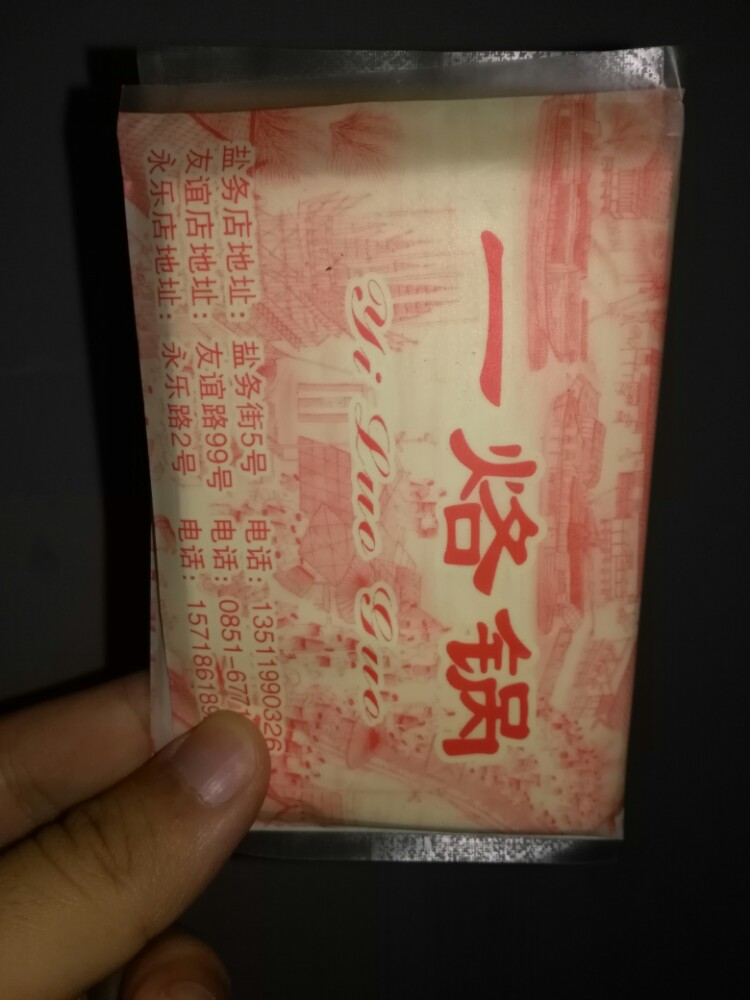 一烙锅
Yi Luo Guo
盐务店地址：盐务街5号 电话：13511990326
友谊店地址：友谊路99号 电话：0851-677
永乐店地址：永乐路2号 电话：157186189